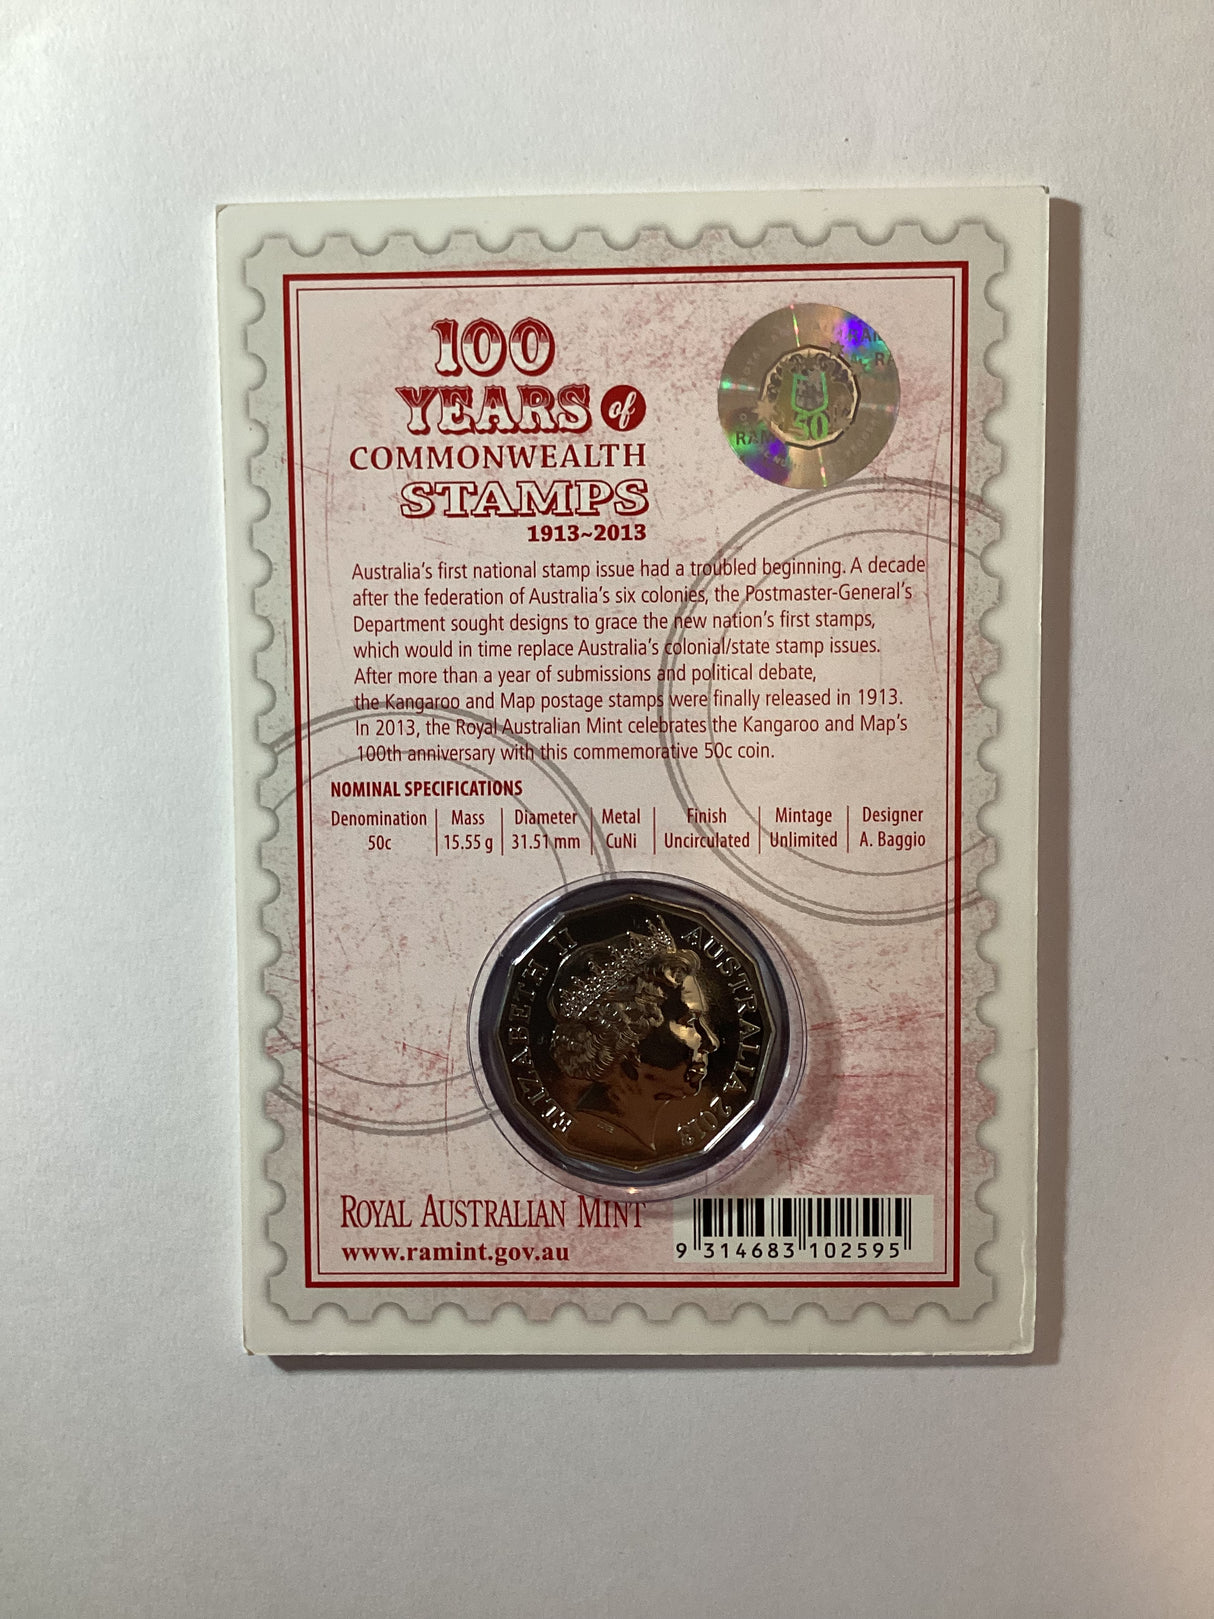 100
YEARS of
COMMONWEALTH
STAMPS
1913~2013
50
Australia's first national stamp issue had a troubled beginning. A decade
after the federation of Australia's six colonies, the Postmaster-General's
Department sought designs to grace the new nation's first stamps,
which would in time replace Australia's colonial/state stamp issues.
After more than a year of submissions and political debate,
the Kangaroo and Map postage stamps were finally released in 1913.
In 2013, the Royal Australian Mint celebrates the Kangaroo and Map's
100th anniversary with this commemorative 50c coin.
NOMINAL SPECIFICATIONS
Denomination Mass Diameter Metal Finish Mintage Designer
50c 15.55 g 31.51 mm CuNi Uncirculated Unlimited A. Baggio
ELIZABETH II AUSTRALIA 2013
ROYAL AUSTRALIAN MINT
www.ramint.gov.au
9 314683 102595